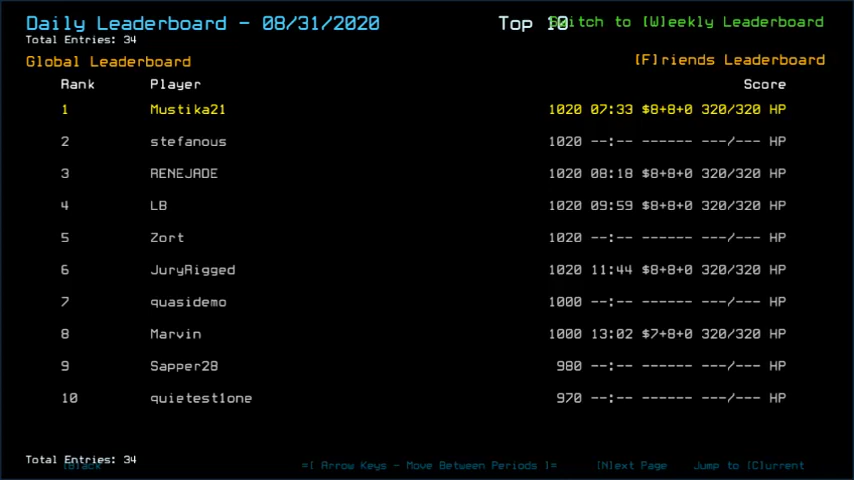 Daily Leaderboard - 08/31/2020 Top 10 Switch to [W]eekly Leaderboard
Total Entries: 34
Global Leaderboard [F]riends Leaderboard
Rank Player Score
1 Mustika21 1020 07:33 $8+8+0 320/320 HP
2 stefanous 1020 --:-- ------ ---/--- HP
3 RENEJADE 1020 08:18 $8+8+0 320/320 HP
4 LB 1020 09:59 $8+8+0 320/320 HP
5 Zort 1020 --:-- ------ ---/--- HP
6 JuryRigged 1020 11:44 $8+8+0 320/320 HP
7 quasidemo 1000 --:-- ------ ---/--- HP
8 Marvin 1000 13:02 $7+8+0 320/320 HP
9 Sapper28 980 --:-- ------ ---/--- HP
10 quietest1one 970 --:-- ------ ---/--- HP
Total Entries: 34
[B]ack =[ Arrow Keys - Move Between Periods ]= [N]ext Page Jump to [C]urrent